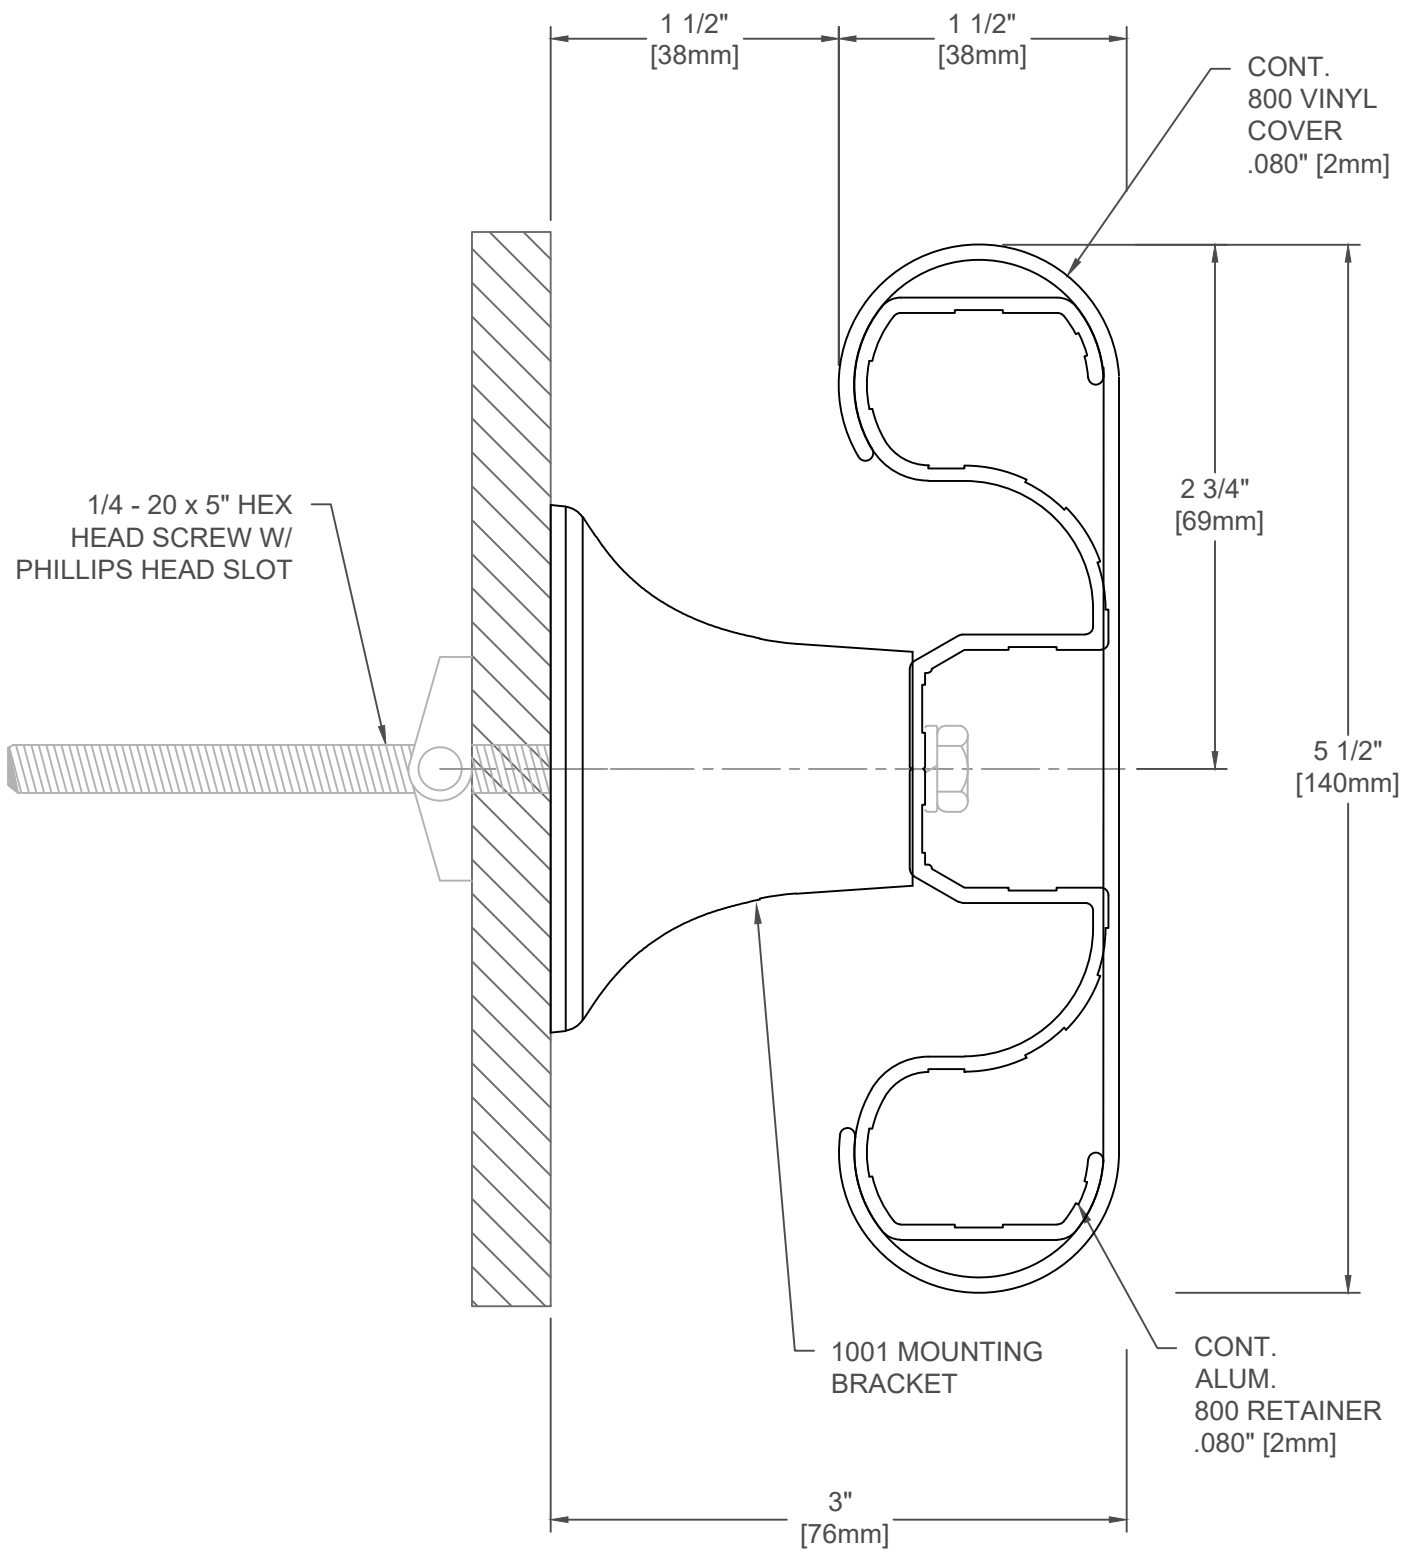 1 1/2"
[38mm]
1 1/2"
[38mm]
CONT.
800 VINYL
COVER
.080" [2mm]
2 3/4"
[69mm]
1/4 - 20 x 5" HEX
HEAD SCREW W/
PHILLIPS HEAD SLOT
5 1/2"
[140mm]
1001 MOUNTING
BRACKET
CONT.
ALUM.
800 RETAINER
.080" [2mm]
3"
[76mm]